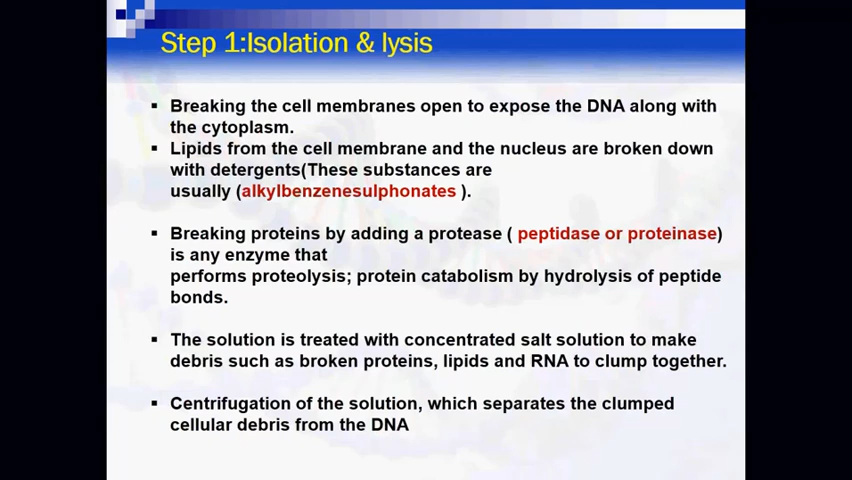 Step 1:Isolation & lysis
▪ Breaking the cell membranes open to expose the DNA along with
the cytoplasm.
▪ Lipids from the cell membrane and the nucleus are broken down
with detergents(These substances are
usually (alkylbenzenesulphonates ).
▪ Breaking proteins by adding a protease ( peptidase or proteinase)
is any enzyme that
performs proteolysis; protein catabolism by hydrolysis of peptide
bonds.
▪ The solution is treated with concentrated salt solution to make
debris such as broken proteins, lipids and RNA to clump together.
▪ Centrifugation of the solution, which separates the clumped
cellular debris from the DNA